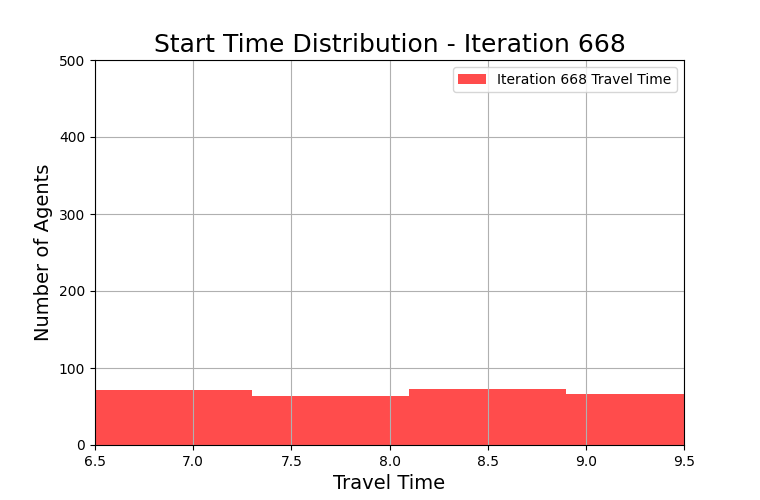 Start Time Distribution - Iteration 668
Iteration 668 Travel Time
Number of Agents
500
400
300
200
100
0
6.5 7.0 7.5 8.0 8.5 9.0 9.5
Travel Time